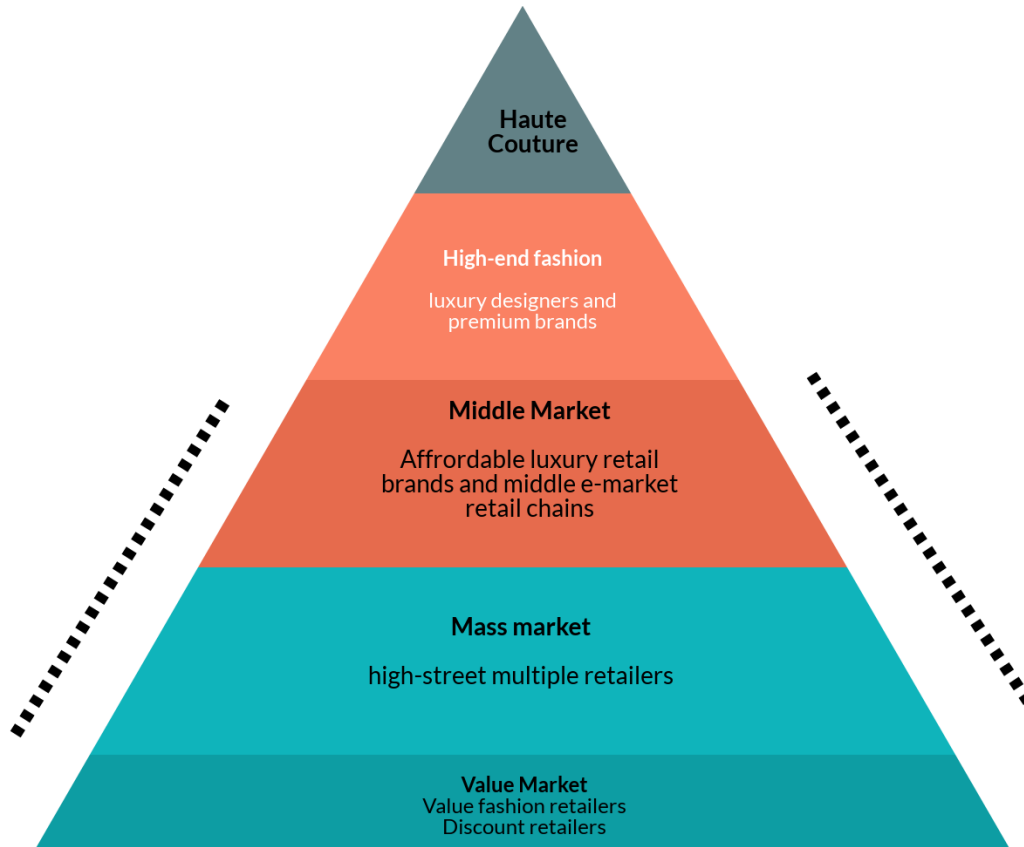 Haute
Couture
High-end fashion
luxury designers and
premium brands
Middle Market
Affrordable luxury retail
brands and middle e-market
retail chains
Mass market
high-street multiple retailers
Value Market
Value fashion retailers
Discount retailers